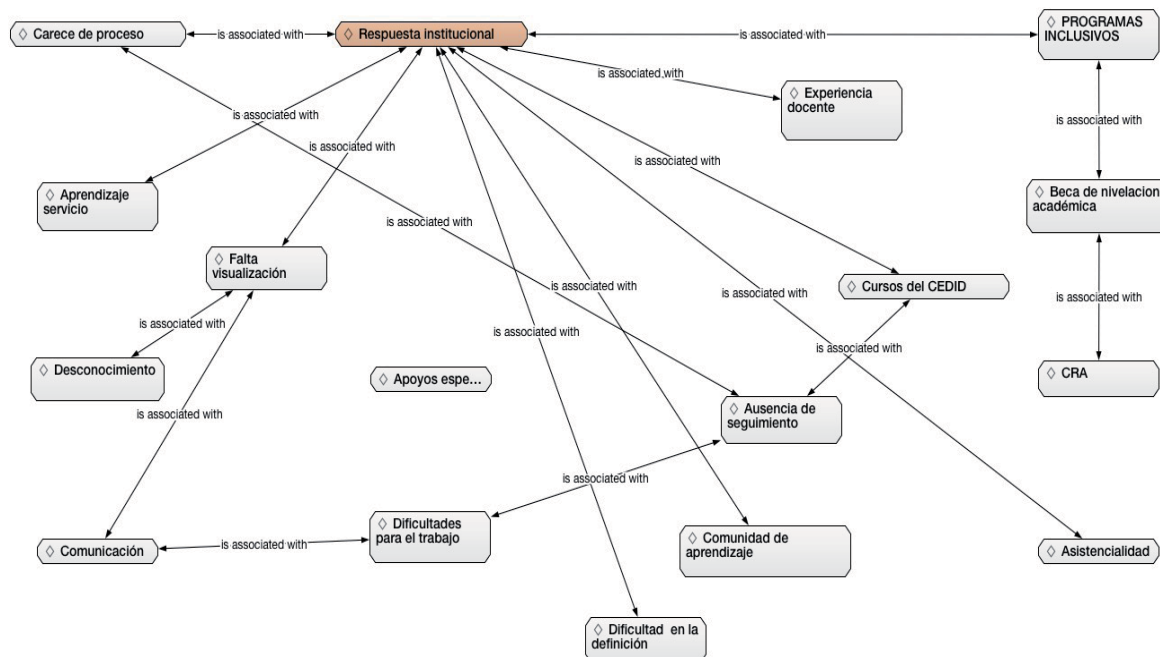 ◇ Carece de proceso
is associated with
◇ Respuesta institucional
is associated with
◇ PROGRAMAS
INCLUSIVOS
is associated with
◇ Experiencia
docente
is associated with
is associated with
is associated with
is associated with
◇ Aprendizaje
servicio
◇ Beca de nivelacion
académica
is associated with
◇ Falta
visualización
◇ Cursos del CEDID
is associated with
is associated with
is associated with
is associated with
is associated with
is associated with
◇ Desconocimiento
◇ Apoyos espe...
◇ CRA
◇ Ausencia de
seguimiento
is associated with
is associated with
◇ Comunicación
is associated with
◇ Dificultades
para el trabajo
◇ Comunidad de
aprendizaje
◇ Asistencialidad
◇ Dificultad en la
definición